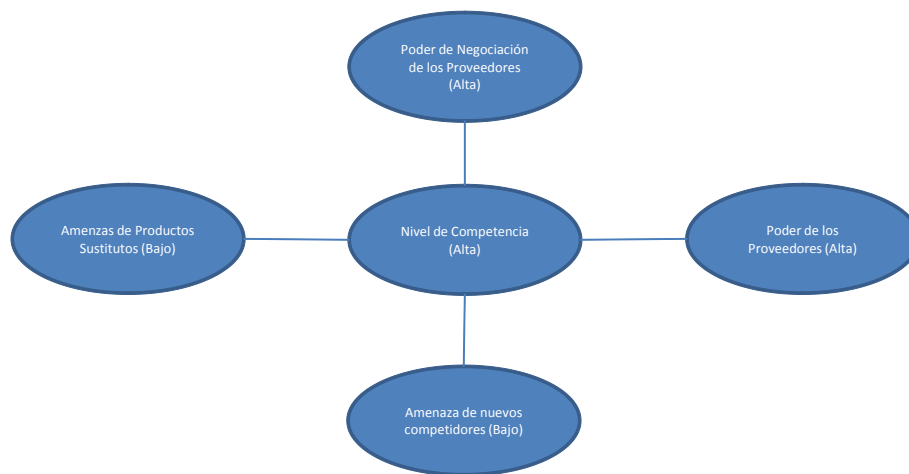 Poder de Negociación
de los Proveedores
(Alta)
Amenzas de Productos
Sustitutos (Bajo)
Nivel de Competencia
(Alta)
Poder de los
Proveedores (Alta)
Amenaza de nuevos
competidores (Bajo)